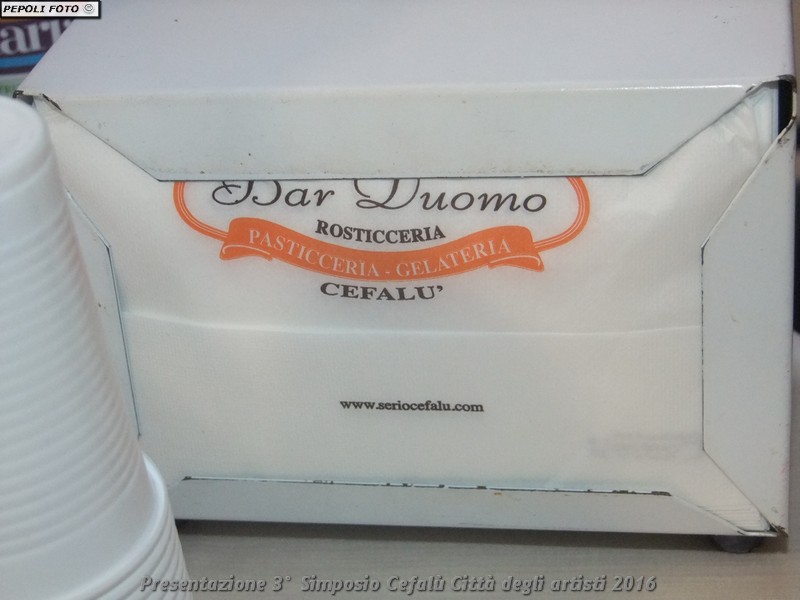 PEPOLI FOTO
art
Bar Duomo
ROSTICCERIA
PASTICCERIA - GELATERIA
CEFALU'
www.seriocefalu.com
Presentazione 3° Simposio Cefalù Città degli artisti 2016